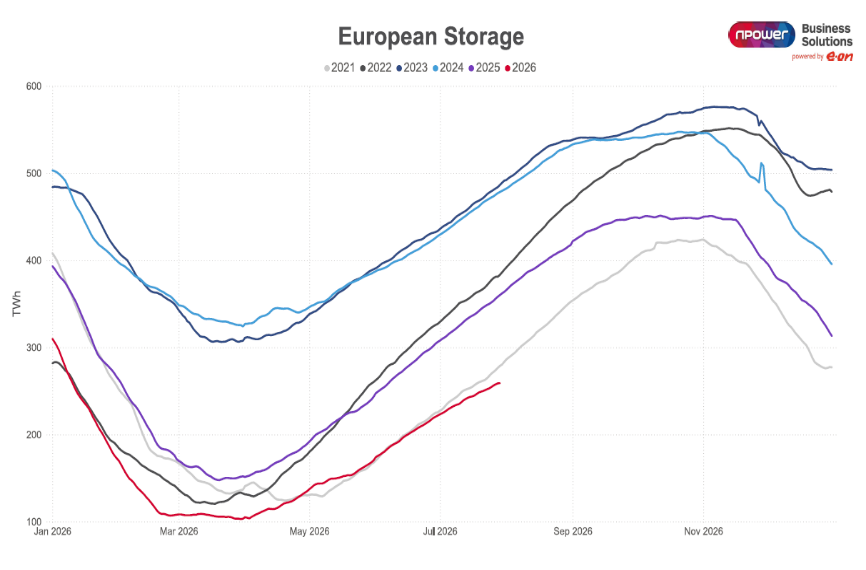 European Storage
npower Business Solutions
powered by e·on
2021 2022 2023 2024 2025 2026
600
500
400
300
200
100
TWh
Jan 2026 Mar 2026 May 2026 Jul 2026 Sep 2026 Nov 2026